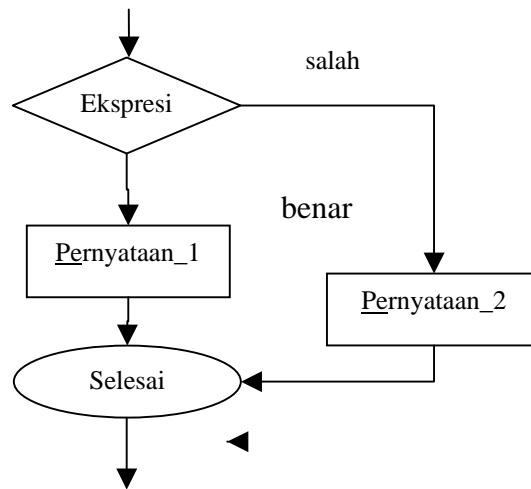 salah
Ekspresi
benar
Pernyataan_1
Pernyataan_2
Selesai